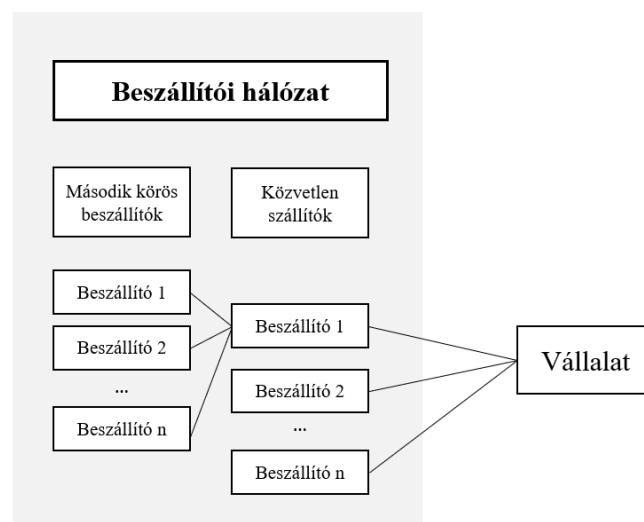 Beszállítói hálózat
Második körös
beszállítók
Közvetlen
szállítók
Beszállító 1
Beszállító 2
...
Beszállító n
Beszállító 1
Beszállító 2
...
Beszállító n
Vállalat